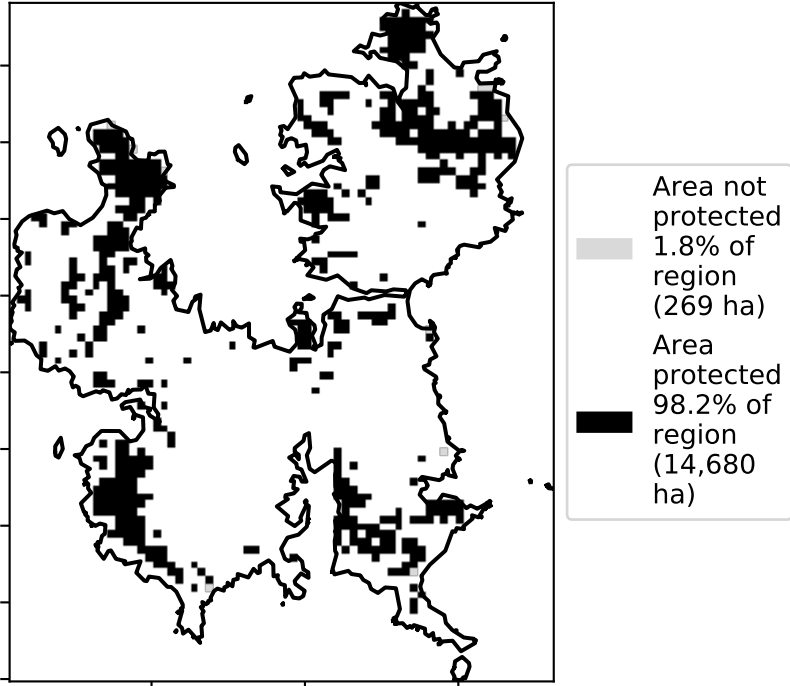 Area not
protected
1.8% of
region
(269 ha)
Area
protected
98.2% of
region
(14,680
ha)